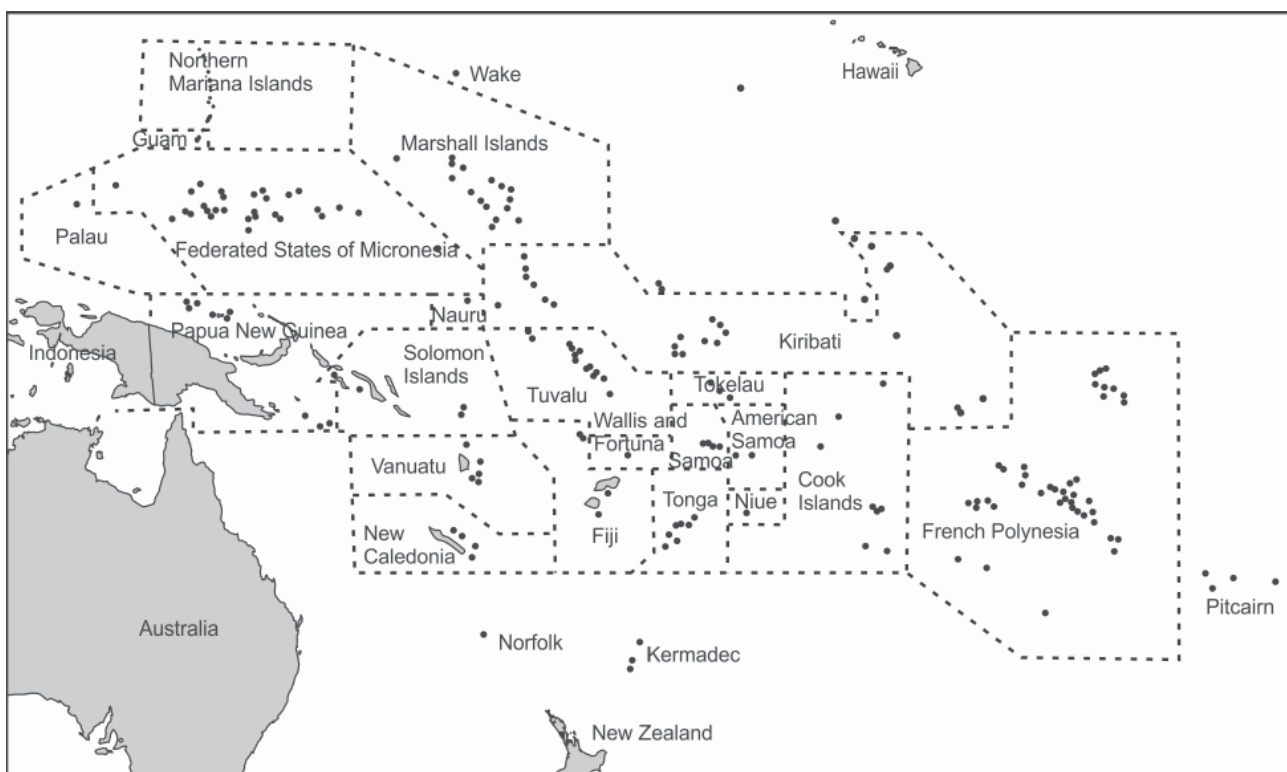 Northern
Mariana Islands
Wake
Hawaii
Guam
Marshall Islands
Palau
Federated States of Micronesia
Nauru
Papua New Guinea
Indonesia
Solomon
Islands
Kiribati
Tuvalu
Tokelau
Wallis and
Fortuna
American
Samoa
Samoa
Vanuatu
Cook
Islands
Tonga
Niue
New
Caledonia
Fiji
French Polynesia
Pitcairn
Australia
Norfolk
Kermadec
New Zealand